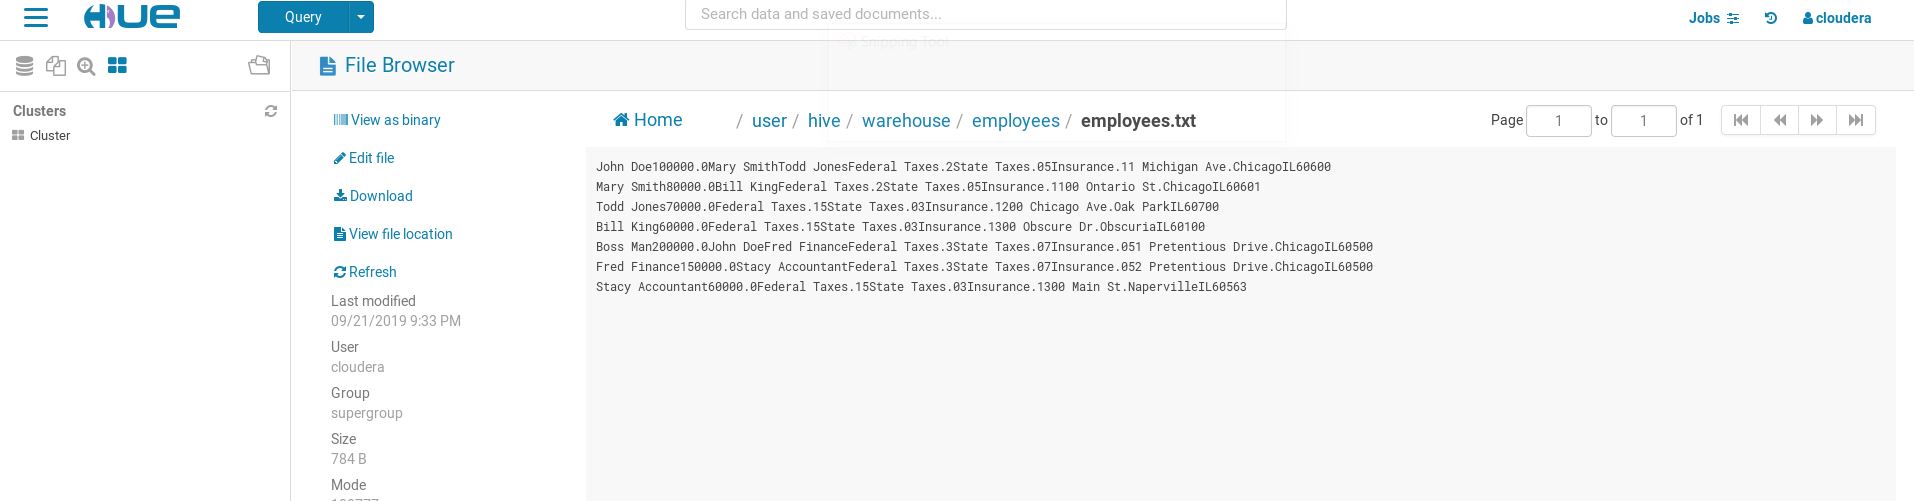 HUE
Query
Search data and saved documents...
Jobs
cloudera
Snipping Tool
File Browser
Clusters
Cluster
View as binary
Edit file
Download
View file location
Refresh
Last modified
09/21/2019 9:33 PM
User
cloudera
Group
supergroup
Size
784 B
Mode
Home / user / hive / warehouse / employees / employees.txt
Page 1 to 1 of 1
John Doe100000.0Mary SmithTodd JonesFederal Taxes.2State Taxes.05Insurance.11 Michigan Ave.ChicagoIL60600
Mary Smith80000.0Bill KingFederal Taxes.2State Taxes.05Insurance.1100 Ontario St.ChicagoIL60601
Todd Jones70000.0Federal Taxes.15State Taxes.03Insurance.1200 Chicago Ave.Oak ParkIL60700
Bill King60000.0Federal Taxes.15State Taxes.03Insurance.1300 Obscure Dr.ObscuriaIL60100
Boss Man200000.0John DoeFred FinanceFederal Taxes.3State Taxes.07Insurance.051 Pretentious Drive.ChicagoIL60500
Fred Finance150000.0Stacy AccountantFederal Taxes.3State Taxes.07Insurance.052 Pretentious Drive.ChicagoIL60500
Stacy Accountant60000.0Federal Taxes.15State Taxes.03Insurance.1300 Main St.NapervilleIL60563